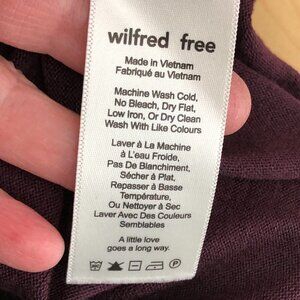 wilfred free
Made in Vietnam
Fabriqué au Vietnam
Machine Wash Cold,
No Bleach, Dry Flat,
Low Iron, Or Dry Clean
Wash With Like Colours
Laver à La Machine
à L'eau Froide,
Pas De Blanchiment,
Sécher à Plat,
Repasser à Basse
Température,
Ou Nettoyer à Sec
Laver Avec Des Couleurs
Semblables
A little love
goes a long way.